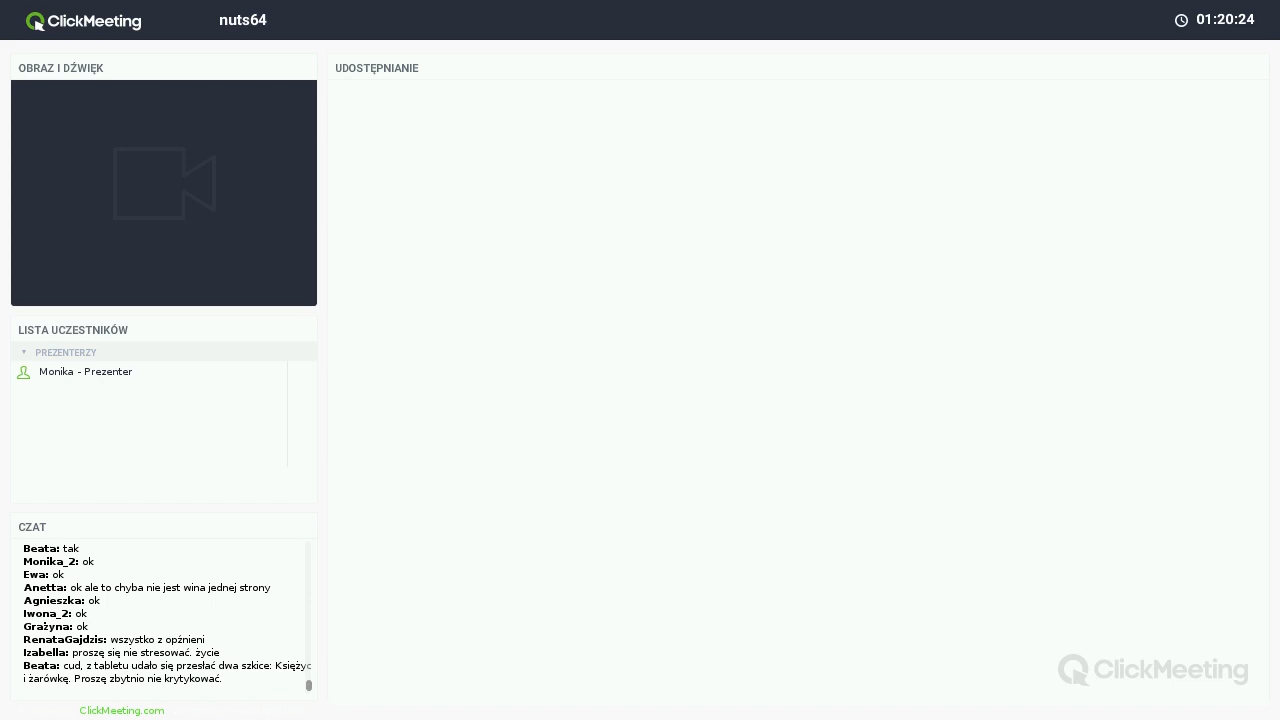 ClickMeeting
nuts64
01:20:24
OBRAZ I DŹWIĘK
UDOSTĘPNIANIE
LISTA UCZESTNIKÓW
PREZENTERZY
Monika - Prezenter
CZAT
Beata: tak
Monika_2: ok
Ewa: ok
Anetta: ok ale to chyba nie jest wina jednej strony
Agnieszka: ok
Iwona_2: ok
Grażyna: ok
RenataGajdzis: wszystko z opźnieni
Izabella: proszę się nie stresować. życie
Beata: cud, z tabletu udało się przesłać dwa szkice: Księżyc
i żarówkę. Proszę zbytnio nie krytykować.
ClickMeeting
ClickMeeting.com